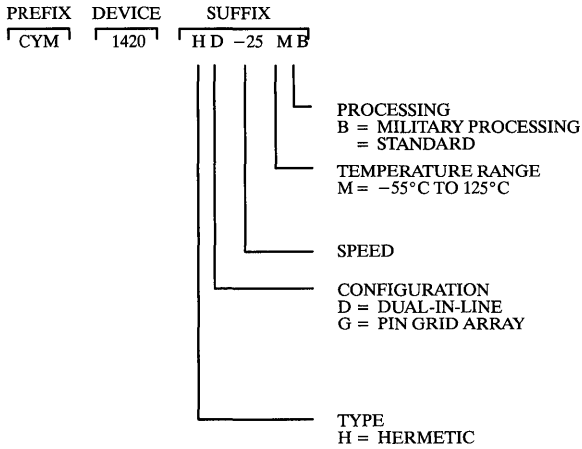 PREFIX DEVICE SUFFIX
CYM 1420 H D −25 M B
PROCESSING
B = MILITARY PROCESSING
= STANDARD
TEMPERATURE RANGE
M = −55°C TO 125°C
SPEED
CONFIGURATION
D = DUAL-IN-LINE
G = PIN GRID ARRAY
TYPE
H = HERMETIC